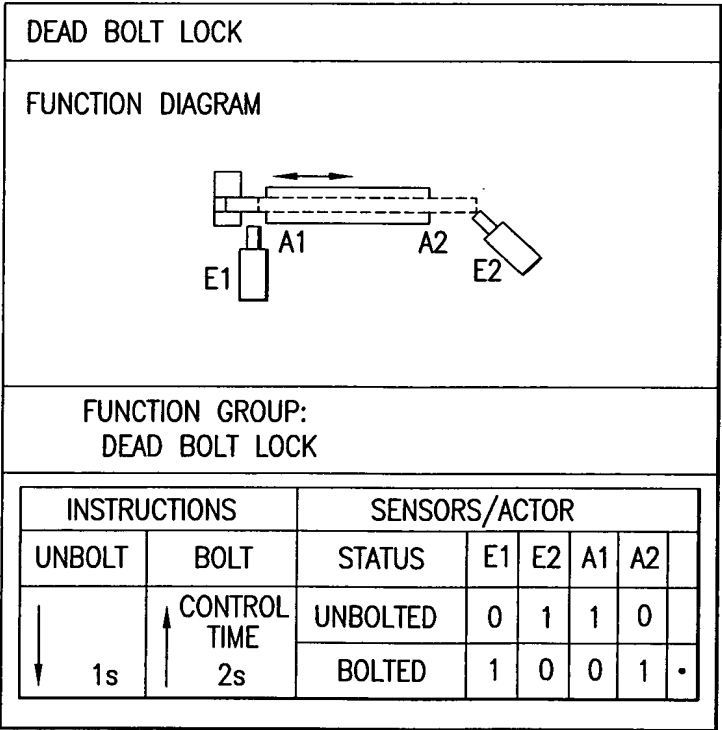 DEAD BOLT LOCK
FUNCTION DIAGRAM
A1 A2
E1 E2
FUNCTION GROUP:
DEAD BOLT LOCK
INSTRUCTIONS SENSORS/ACTOR
UNBOLT BOLT STATUS E1 E2 A1 A2
CONTROL
TIME
1s 2s
UNBOLTED 0 1 1 0
BOLTED 1 0 0 1 •